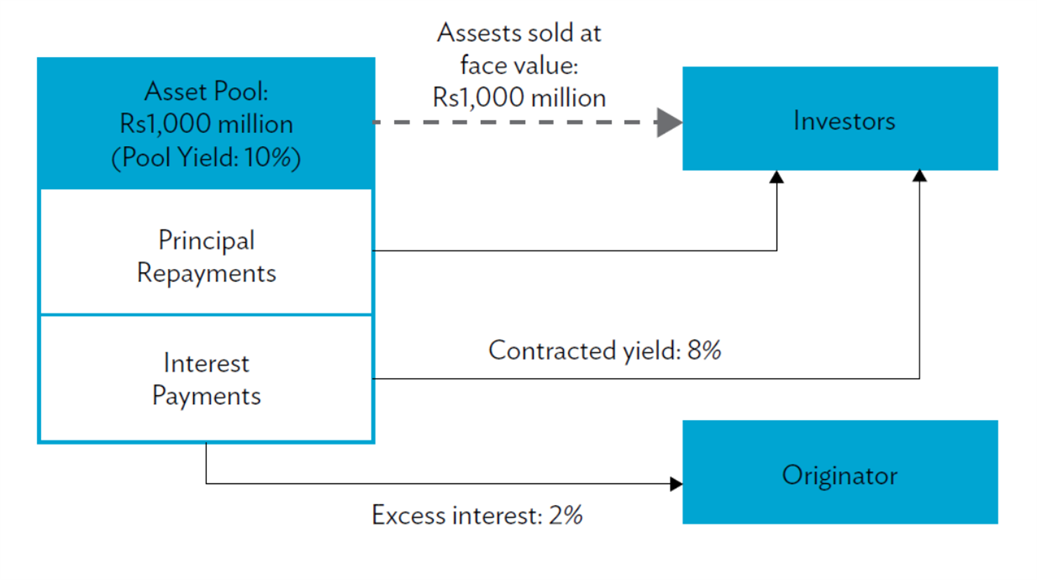 Assests sold at
face value:
Rs1,000 million
Asset Pool:
Rs1,000 million
(Pool Yield: 10%)
Investors
Principal
Repayments
Contracted yield: 8%
Interest
Payments
Originator
Excess interest: 2%